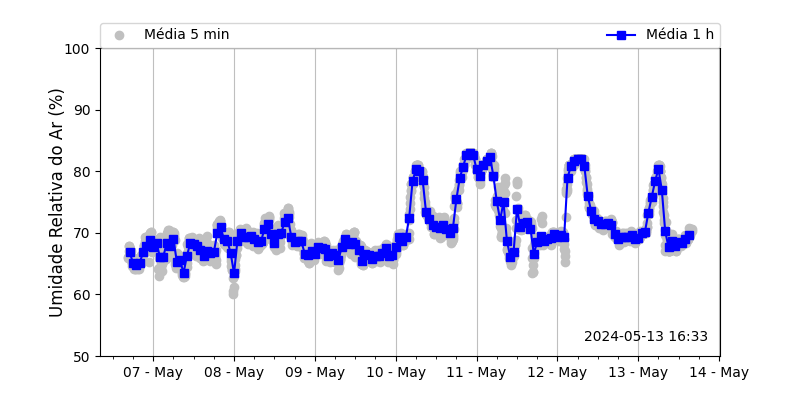 Média 5 min
Média 1 h
Umidade Relativa do Ar (%)
100
90
80
70
60
50
2024-05-13 16:33
07 - May
08 - May
09 - May
10 - May
11 - May
12 - May
13 - May
14 - May